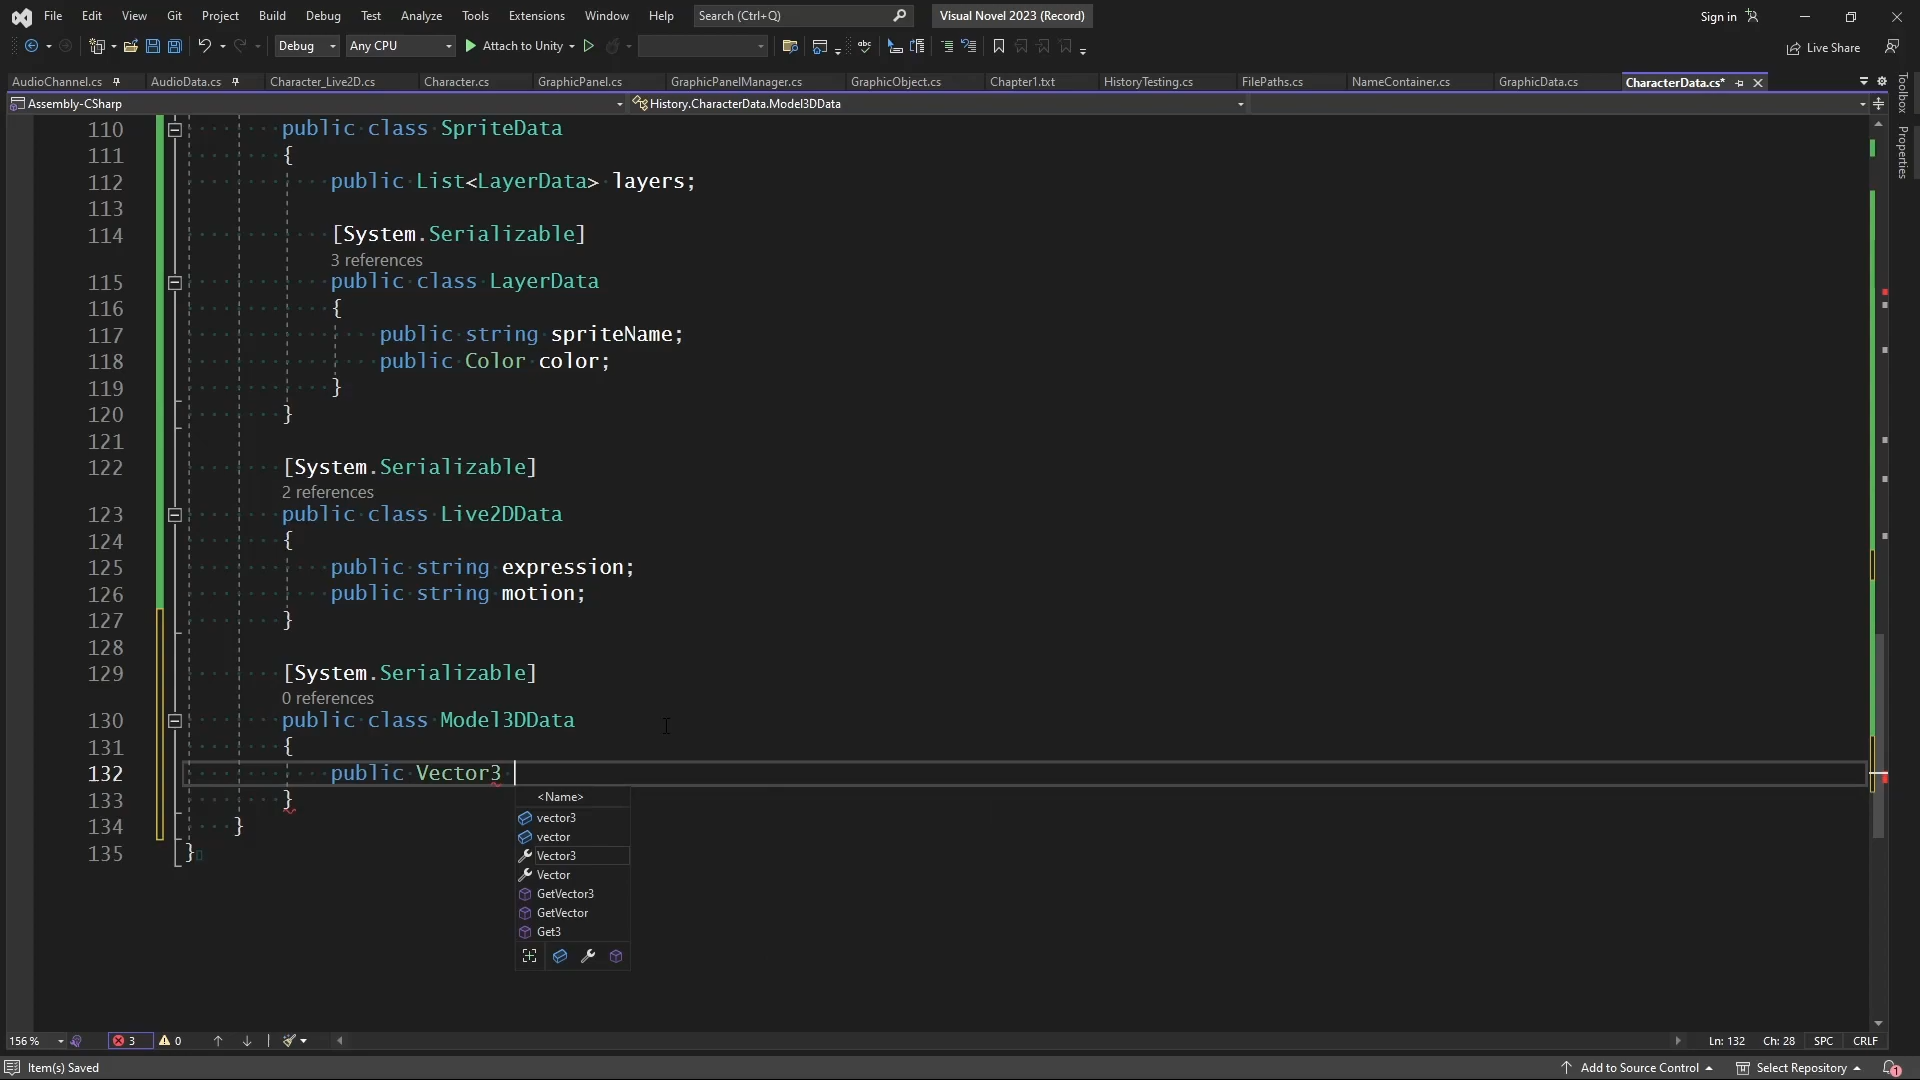 File Edit View Git Project Build Debug Test Analyze Tools Extensions Window Help Search (Ctrl+Q) Visual Novel 2023 (Record) Sign in
Debug Any CPU Attach to Unity Live Share
AudioChannel.cs AudioData.cs Character_Live2D.cs Character.cs GraphicPanel.cs GraphicPanelManager.cs GraphicObject.cs Chapter1.txt HistoryTesting.cs FilePaths.cs NameContainer.cs GraphicData.cs CharacterData.cs*
Assembly-CSharp History.CharacterData.Model3DData
Toolbox
Properties
110 public class SpriteData
111 {
112 public List<LayerData> layers;
113
114 [System.Serializable]
3 references
115 public class LayerData
116 {
117 public string spriteName;
118 public Color color;
119 }
120 }
121
122 [System.Serializable]
2 references
123 public class Live2DData
124 {
125 public string expression;
126 public string motion;
127 }
128
129 [System.Serializable]
0 references
130 public class Model3DData
131 {
132 public Vector3
133 }
134 }
135 }
<Name>
vector3
vector
Vector3
Vector
GetVector3
GetVector
Get3
156 % 3 0 Ln: 132 Ch: 28 SPC CRLF
Item(s) Saved Add to Source Control Select Repository 1